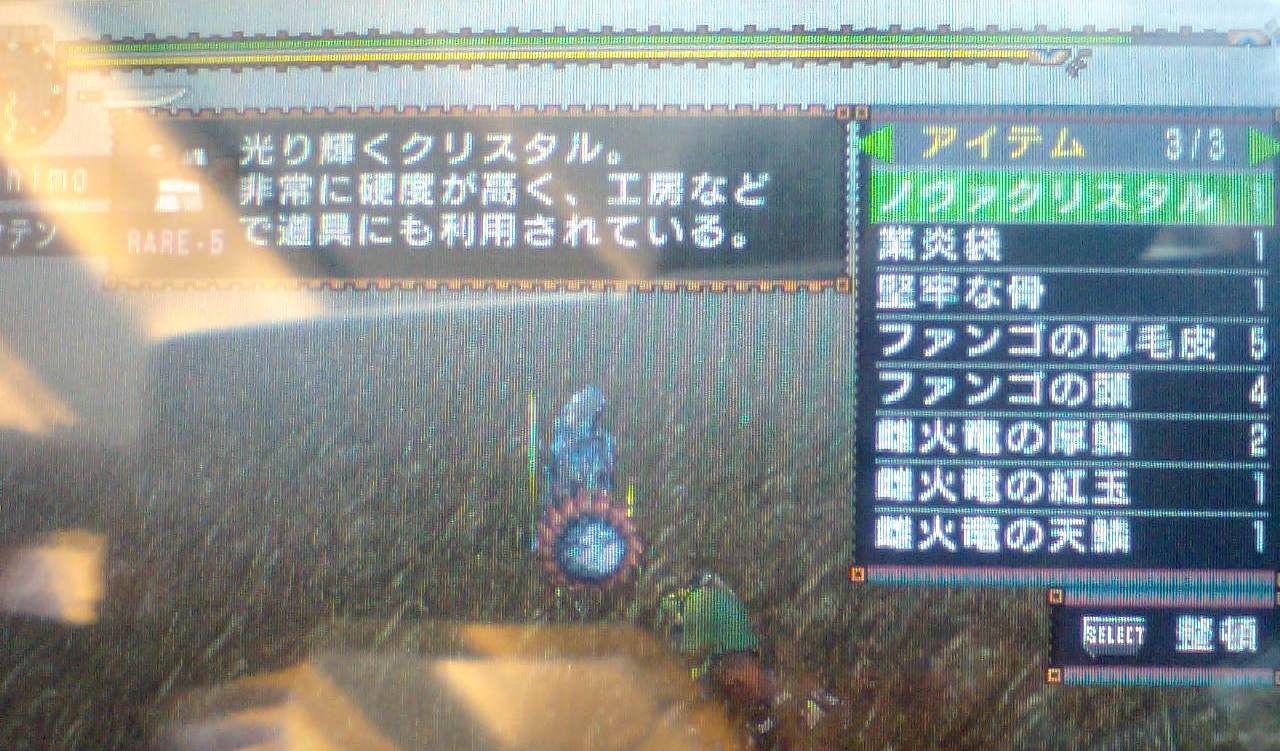 光り輝くクリスタル。
非常に硬度が高く、工房など
で道具にも利用されている。
RARE-5
アイテム 3/3
ノヴァクリスタル 1
業炎袋 1
堅牢な骨 1
ファンゴの厚毛皮 5
ファンゴの頭 4
雌火竜の厚鱗 2
雌火竜の紅玉 1
雌火竜の天鱗 1
SELECT 整頓